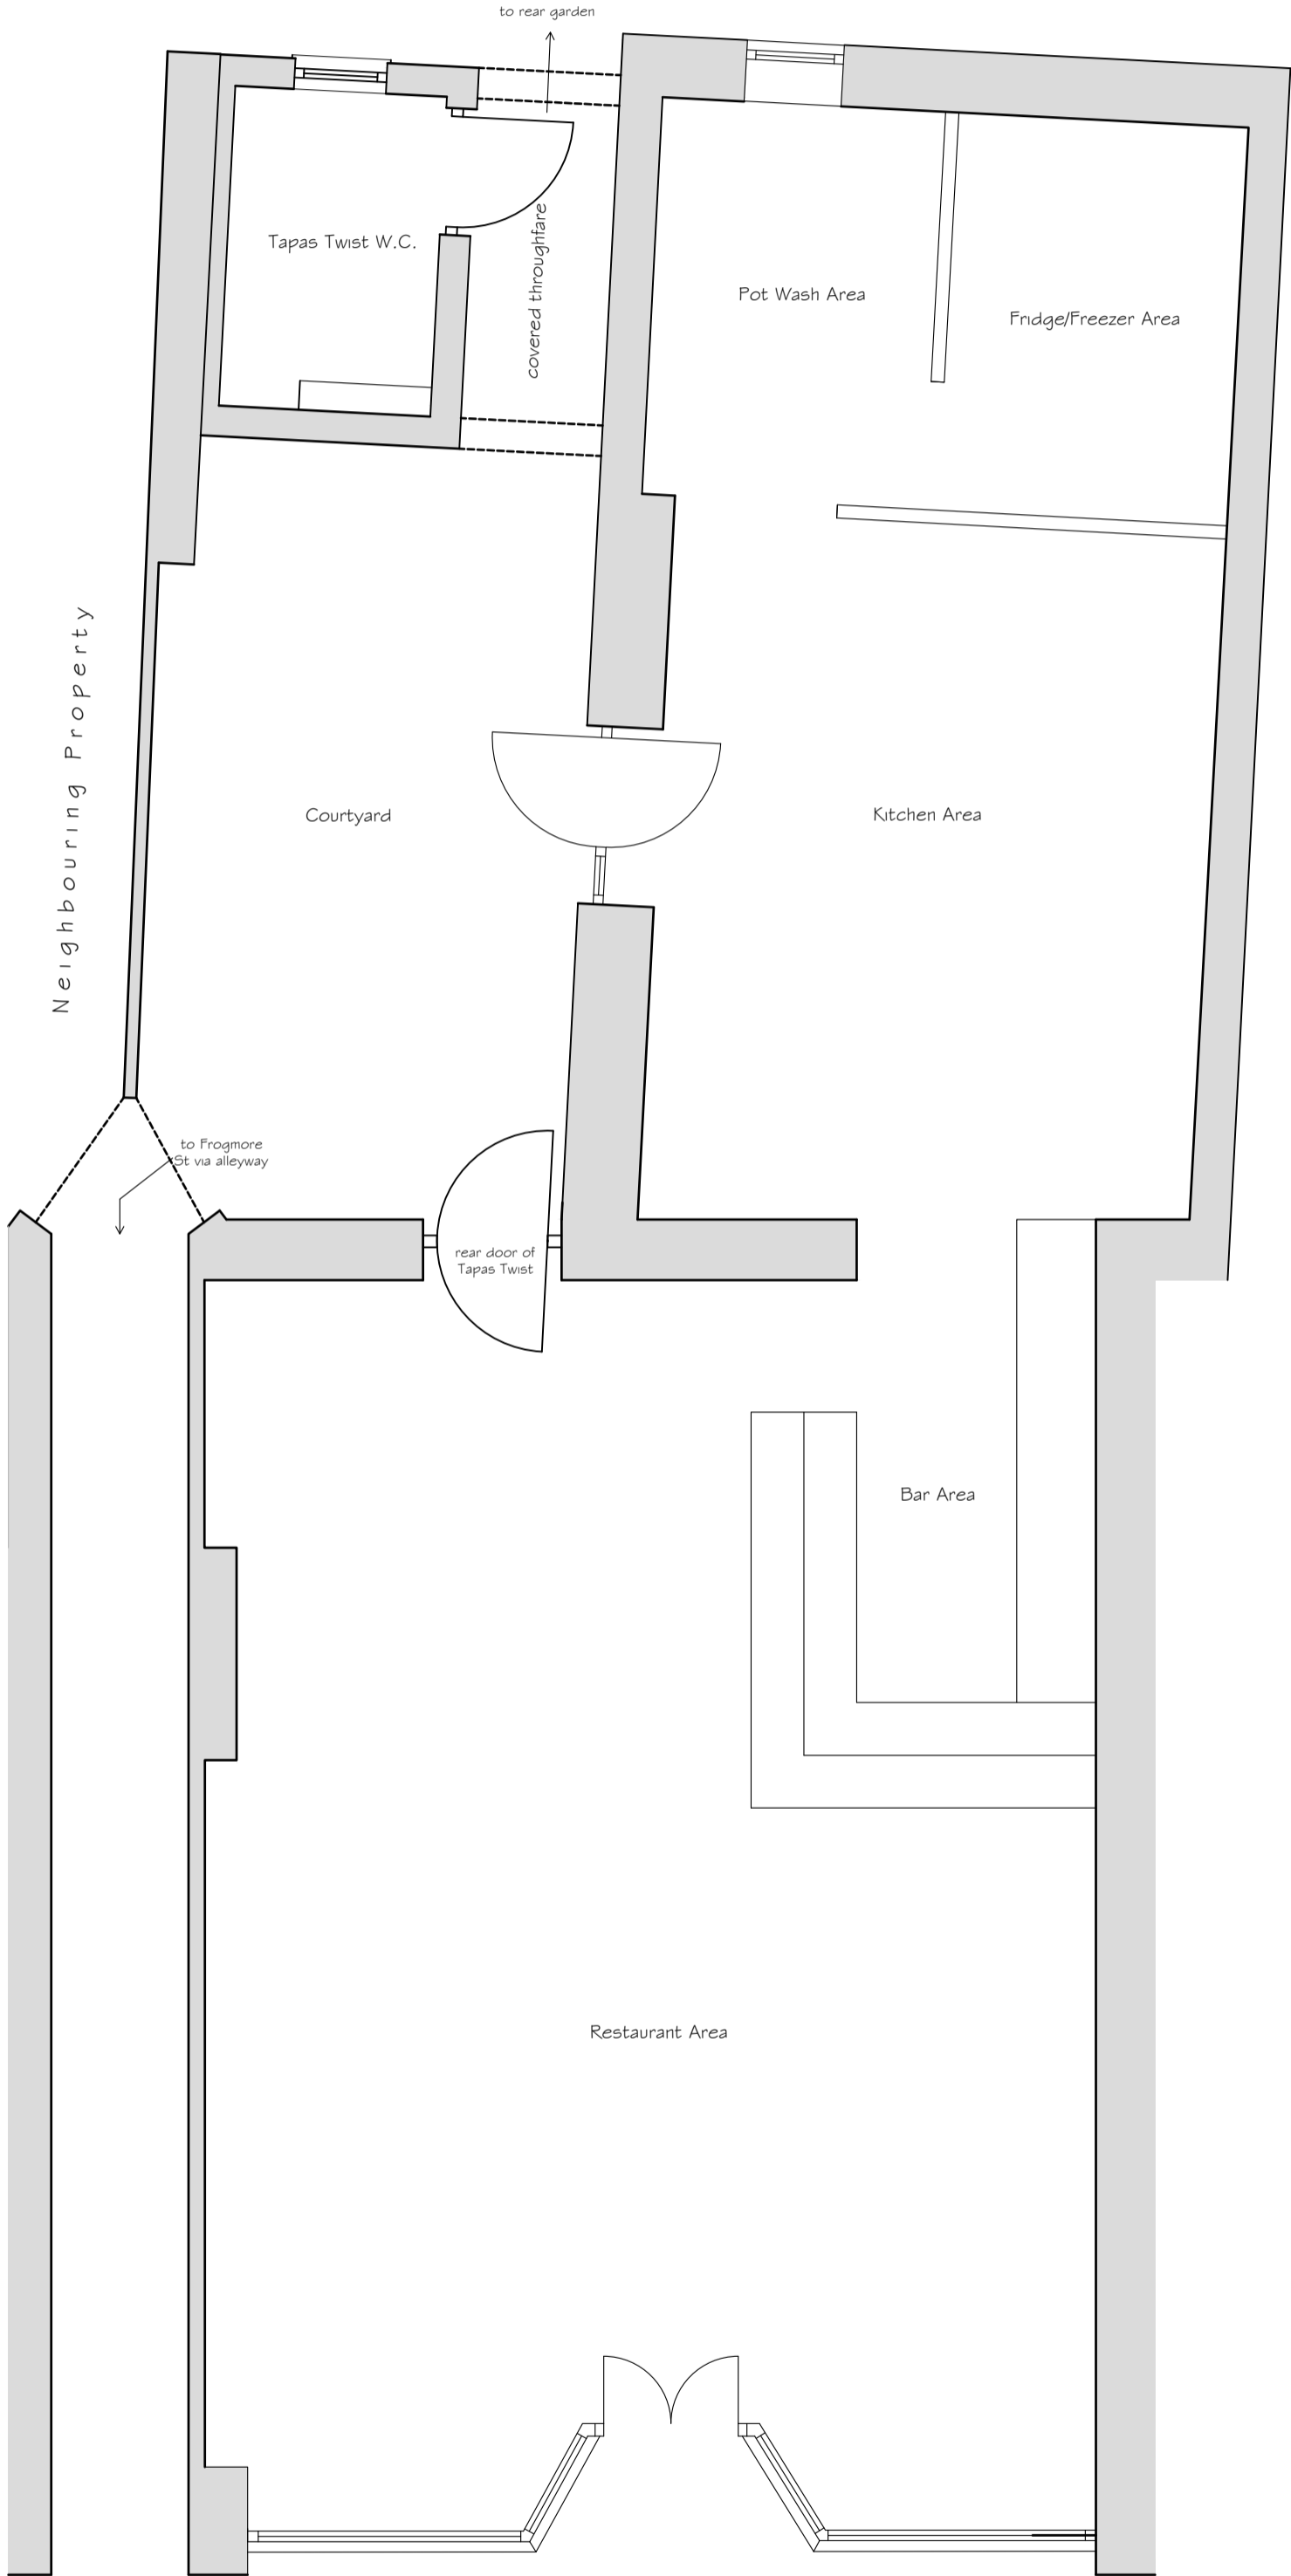 to rear garden
Tapas Twist W.C.
covered throughfare
Pot Wash Area
Fridge/Freezer Area
Neighbouring Property
Courtyard
Kitchen Area
to Frogmore
St via alleyway
rear door of
Tapas Twist
Bar Area
Restaurant Area